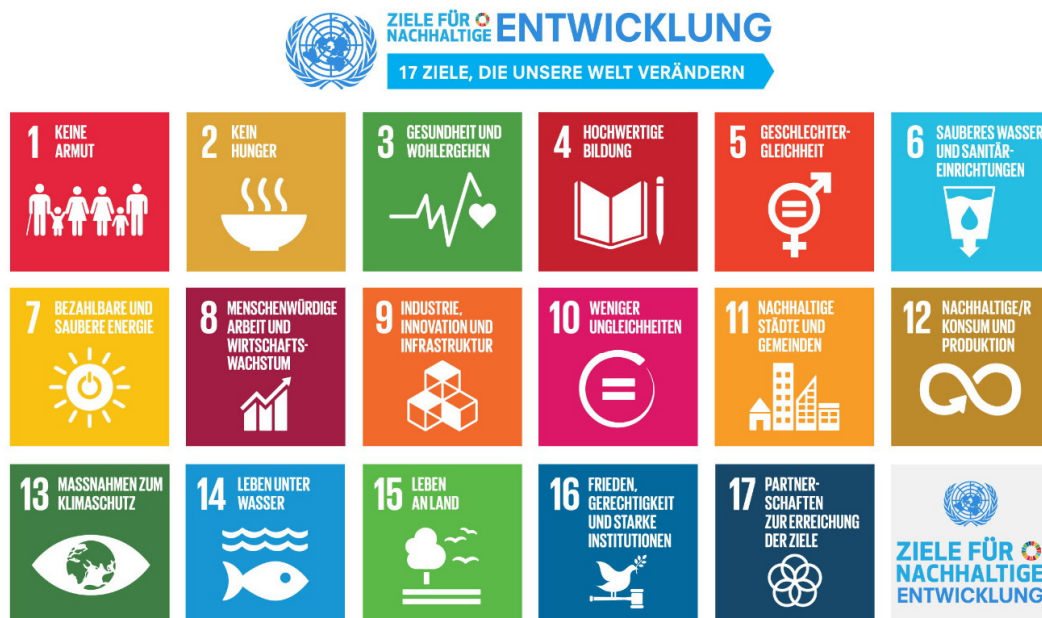 ZIELE FÜR
NACHHALTIGE
ENTWICKLUNG
17 ZIELE, DIE UNSERE WELT VERÄNDERN
1 KEINE
ARMUT
2 KEIN
HUNGER
3 GESUNDHEIT UND
WOHLERGEHEN
4 HOCHWERTIGE
BILDUNG
5 GESCHLECHTER-
GLEICHHEIT
6 SAUBERES WASSER
UND SANITÄR-
EINRICHTUNGEN
7 BEZAHLBARE UND
SAUBERE ENERGIE
8 MENSCHENWÜRDIGE
ARBEIT UND
WIRTSCHAFTS-
WACHSTUM
9 INDUSTRIE,
INNOVATION UND
INFRASTRUKTUR
10 WENIGER
UNGLEICHHEITEN
11 NACHHALTIGE
STÄDTE UND
GEMEINDEN
12 NACHHALTIGE/R
KONSUM UND
PRODUKTION
13 MASSNAHMEN ZUM
KLIMASCHUTZ
14 LEBEN UNTER
WASSER
15 LEBEN
AN LAND
16 FRIEDEN,
GERECHTIGKEIT
UND STARKE
INSTITUTIONEN
17 PARTNER-
SCHAFTEN
ZUR ERREICHUNG
DER ZIELE
ZIELE FÜR
NACHHALTIGE
ENTWICKLUNG